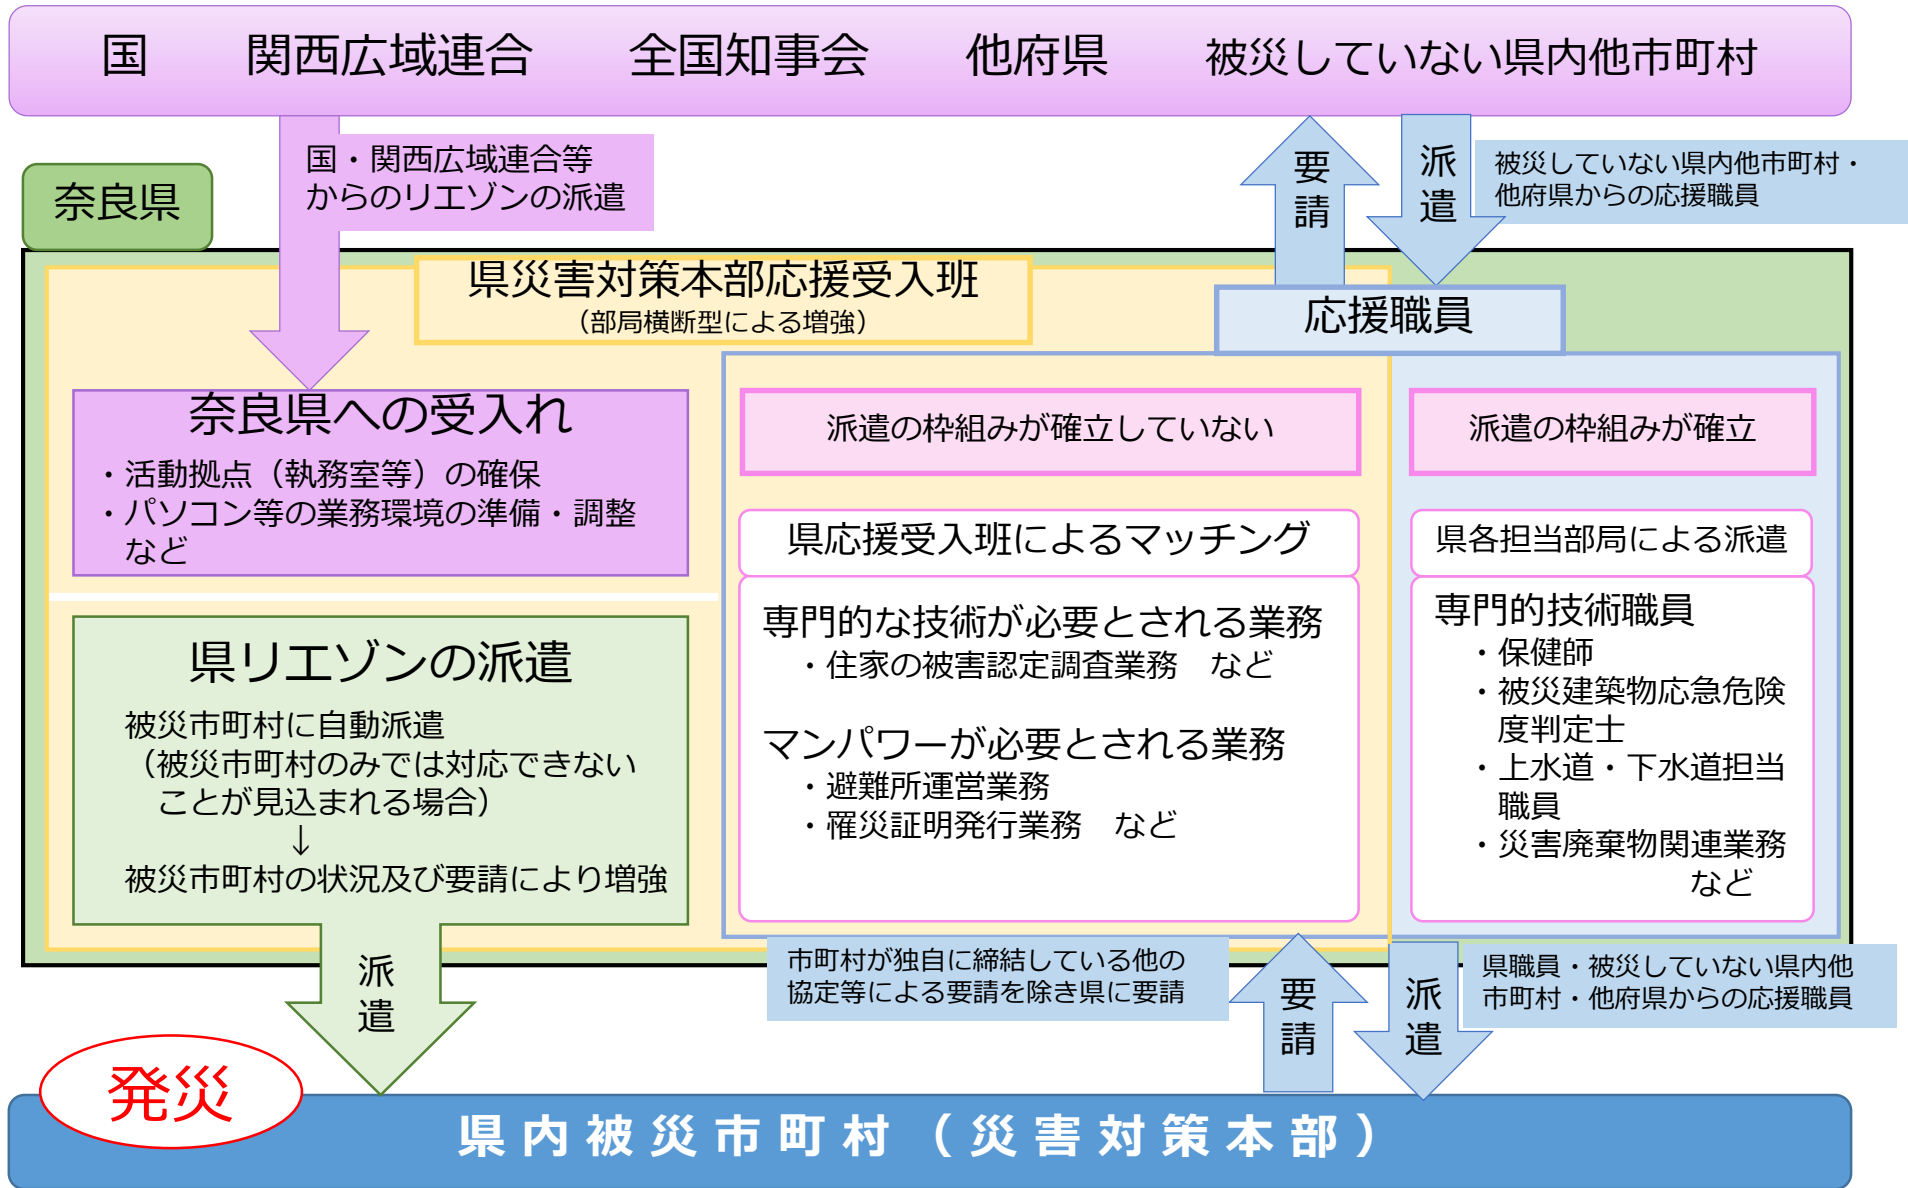 国　関西広域連合　全国知事会　他府県　被災していない県内他市町村
国・関西広域連合等
からのリエゾンの派遣
要請
派遣
被災していない県内他市町村・
他府県からの応援職員
奈良県
県災害対策本部応援受入班
（部局横断型による増強）
応援職員
奈良県への受入れ
・活動拠点（執務室等）の確保
・パソコン等の業務環境の準備・調整
など
県リエゾンの派遣
被災市町村に自動派遣
（被災市町村のみでは対応できない
ことが見込まれる場合）
↓
被災市町村の状況及び要請により増強
派遣の枠組みが確立していない
県応援受入班によるマッチング
専門的な技術が必要とされる業務
・住家の被害認定調査業務　など
マンパワーが必要とされる業務
・避難所運営業務
・罹災証明発行業務　など
派遣の枠組みが確立
県各担当部局による派遣
専門的技術職員
・保健師
・被災建築物応急危険
度判定士
・上水道・下水道担当
職員
・災害廃棄物関連業務
など
派遣
市町村が独自に締結している他の
協定等による要請を除き県に要請
要請
派遣
県職員・被災していない県内他
市町村・他府県からの応援職員
発災
県内被災市町村（災害対策本部）